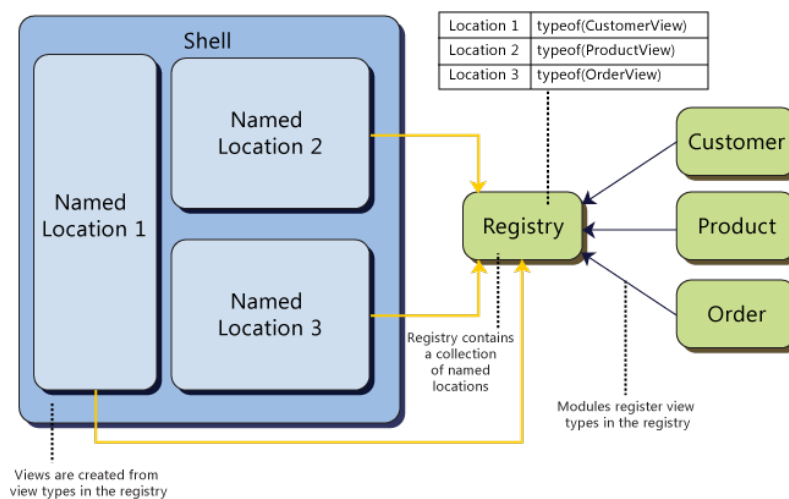 Shell
Named
Location 1
Named
Location 2
Named
Location 3
Location 1 typeof(CustomerView)
Location 2 typeof(ProductView)
Location 3 typeof(OrderView)
Registry
Customer
Product
Order
Registry contains
a collection
of named
locations
Modules register view
types in the registry
Views are created from
view types in the registry